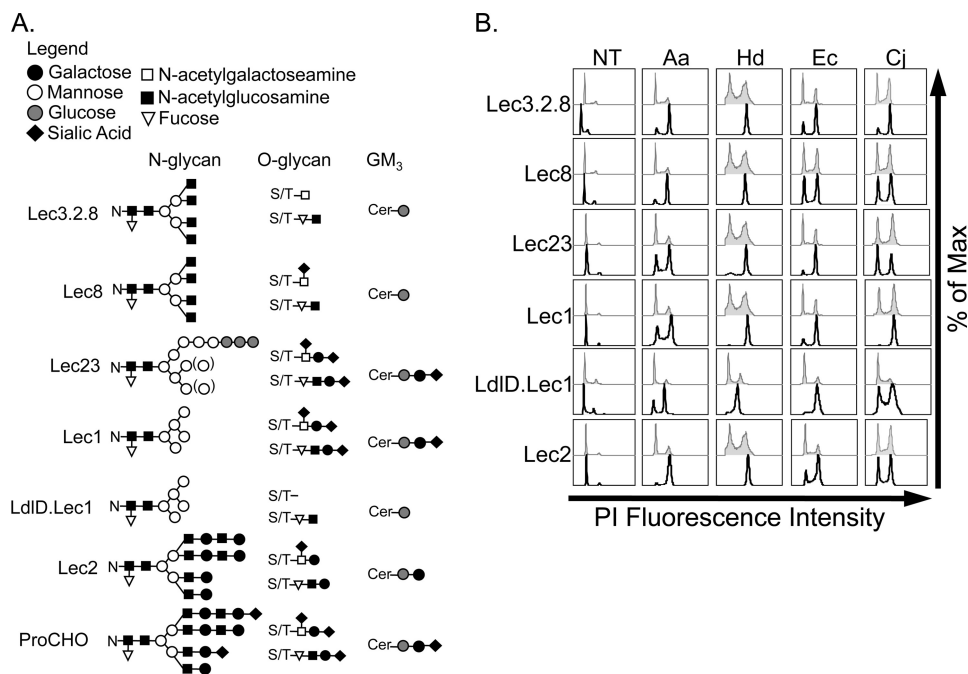 A.
Legend
Galactose
Mannose
Glucose
Sialic Acid
N-acetylgalactoseamine
N-acetylglucosamine
Fucose
N-glycan O-glycan GM3
Lec3.2.8 N S/T S/T Cer
Lec8 N S/T S/T Cer
Lec23 N ( ) ( ) S/T S/T Cer
Lec1 N S/T S/T Cer
LdlD.Lec1 N S/T S/T Cer
Lec2 N S/T S/T Cer
ProCHO N S/T S/T Cer
B.
NT Aa Hd Ec Cj
Lec3.2.8
Lec8
Lec23
Lec1
LdlD.Lec1
Lec2
% of Max
PI Fluorescence Intensity